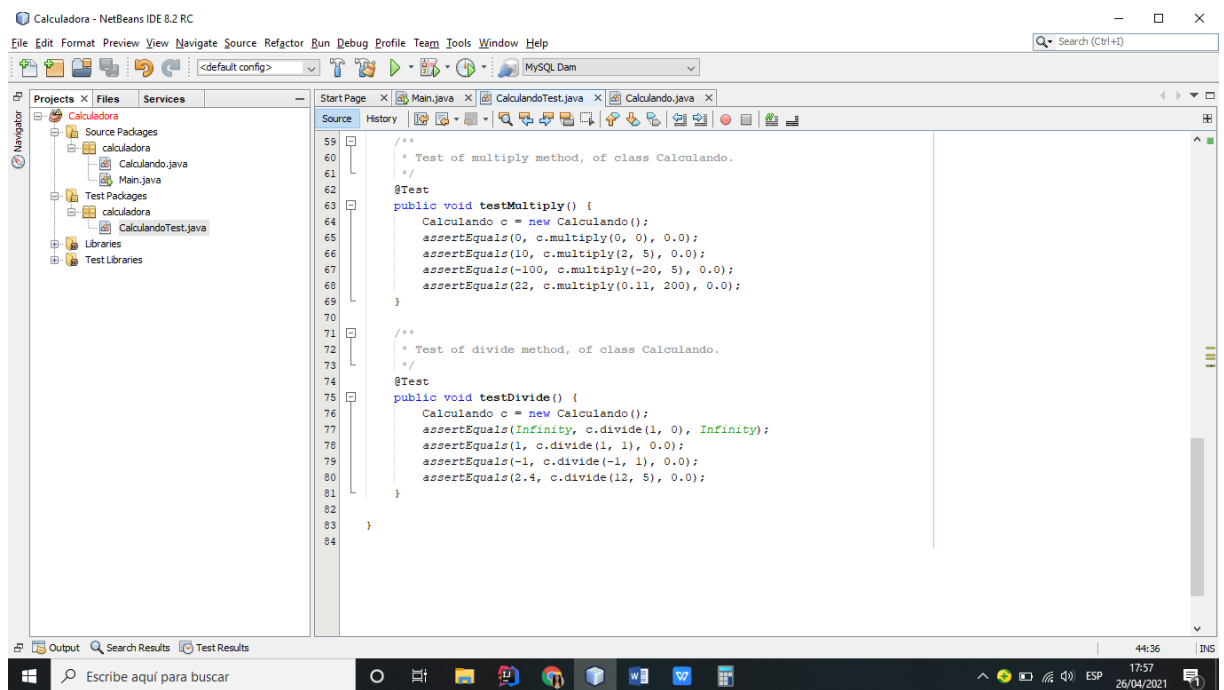 Calculadora - NetBeans IDE 8.2 RC
File Edit Format Preview View Navigate Source Refactor Run Debug Profile Team Tools Window Help
Search (Ctrl+I)
<default config>
MySQL Dam
Projects Files Services
Start Page Main.java CalculandoTest.java Calculando.java
Navigator
Calculadora
Source Packages
calculadora
Calculando.java
Main.java
Test Packages
calculadora
CalculandoTest.java
Libraries
Test Libraries
Source History
59 /**
60 * Test of multiply method, of class Calculando.
61 */
62 @Test
63 public void testMultiply() {
64 Calculando c = new Calculando();
65 assertEquals(0, c.multiply(0, 0), 0.0);
66 assertEquals(10, c.multiply(2, 5), 0.0);
67 assertEquals(-100, c.multiply(-20, 5), 0.0);
68 assertEquals(22, c.multiply(0.11, 200), 0.0);
69 }
70
71 /**
72 * Test of divide method, of class Calculando.
73 */
74 @Test
75 public void testDivide() {
76 Calculando c = new Calculando();
77 assertEquals(Infinity, c.divide(1, 0), Infinity);
78 assertEquals(1, c.divide(1, 1), 0.0);
79 assertEquals(-1, c.divide(-1, 1), 0.0);
80 assertEquals(2.4, c.divide(12, 5), 0.0);
81 }
82
83 }
84
Output Search Results Test Results
44:36 INS
Escribe aquí para buscar
ESP
17:57
26/04/2021